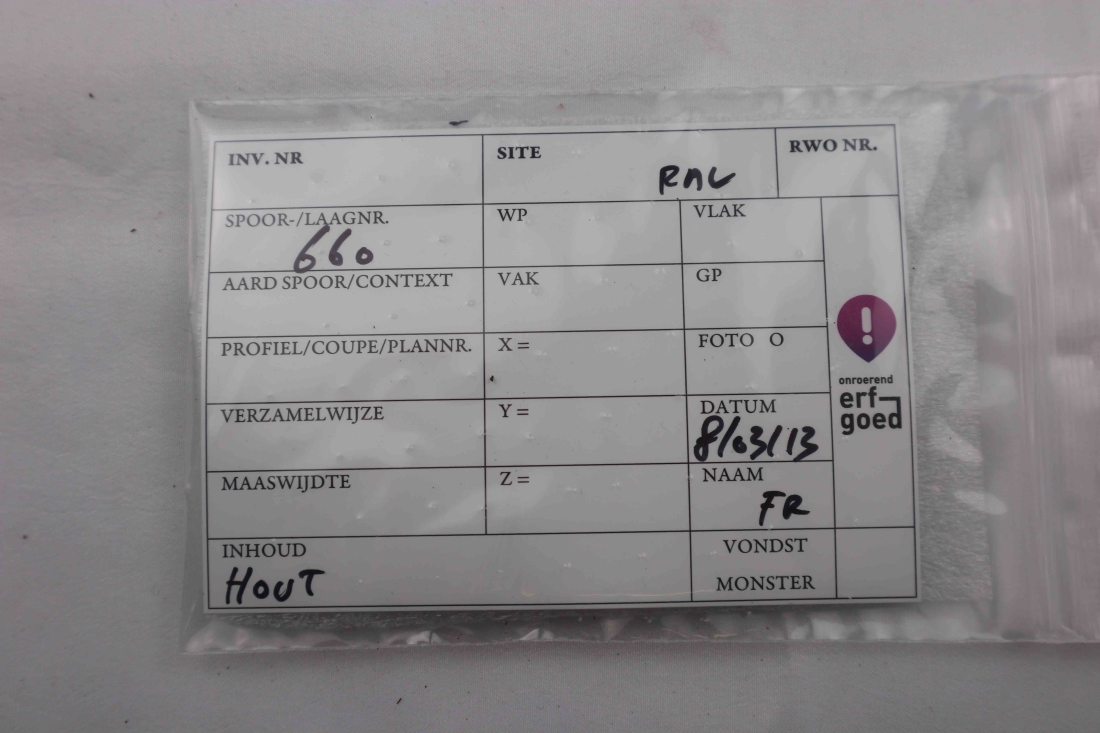 INV. NR
SITE
RWO NR.
RAV
SPOOR-/LAAGNR.
WP
VLAK
660
AARD SPOOR/CONTEXT
VAK
GP
PROFIEL/COUPE/PLANNR.
X =
FOTO O
VERZAMELWIJZE
Y =
DATUM
8/03/13
MAASWIJDTE
Z =
NAAM
FR
INHOUD
VONDST
HOUT
MONSTER
onroerend
erf
goed